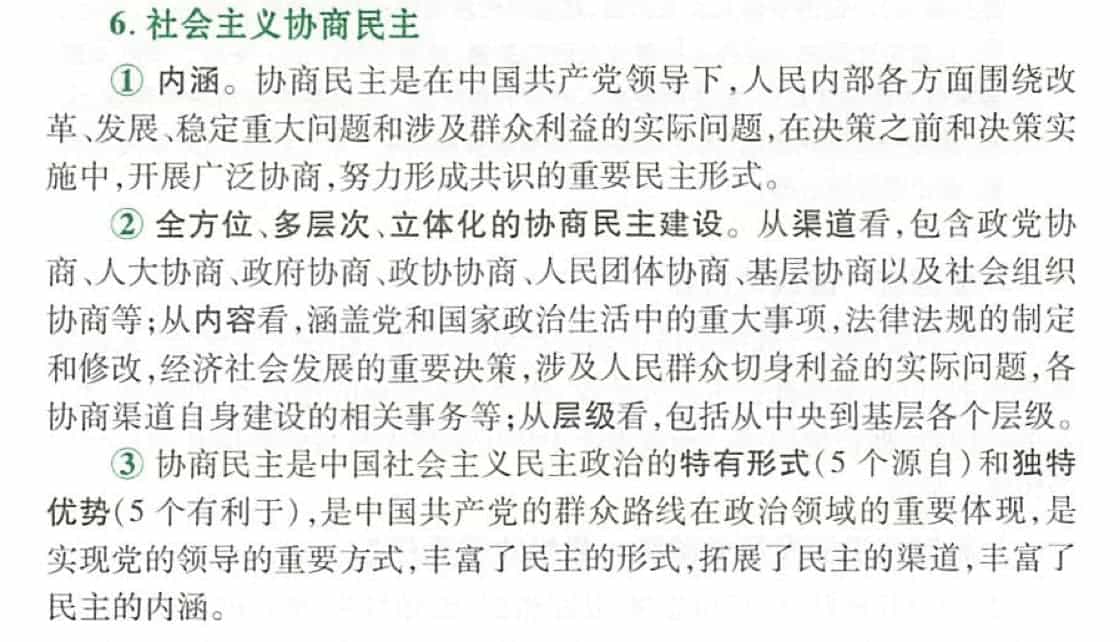 6. 社会主义协商民主
① 内涵。协商民主是在中国共产党领导下,人民内部各方面围绕改
革、发展、稳定重大问题和涉及群众利益的实际问题,在决策之前和决策实
施中,开展广泛协商,努力形成共识的重要民主形式。
② 全方位、多层次、立体化的协商民主建设。从渠道看,包含政党协
商、人大协商、政府协商、政协协商、人民团体协商、基层协商以及社会组织
协商等;从内容看,涵盖党和国家政治生活中的重大事项,法律法规的制定
和修改,经济社会发展的重要决策,涉及人民群众切身利益的实际问题,各
协商渠道自身建设的相关事务等;从层级看,包括从中央到基层各个层级。
③ 协商民主是中国社会主义民主政治的特有形式(5 个源自)和独特
优势(5 个有利于),是中国共产党的群众路线在政治领域的重要体现,是
实现党的领导的重要方式,丰富了民主的形式,拓展了民主的渠道,丰富了
民主的内涵。